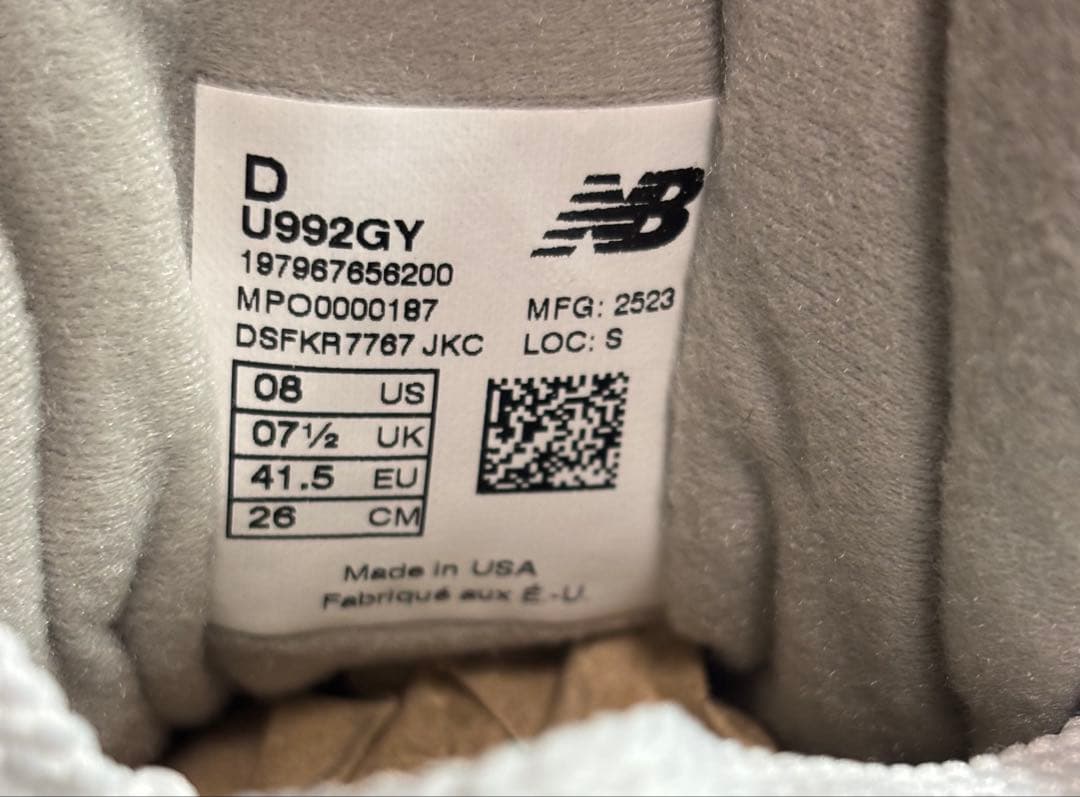 D
U992GY
NB
197967656200
MPO0000187
MFG: 2523
DSFKR7767 JKC
LOC: S
08 US
07½ UK
41.5 EU
26 CM
Made in USA
Fabriqué aux É.-U.